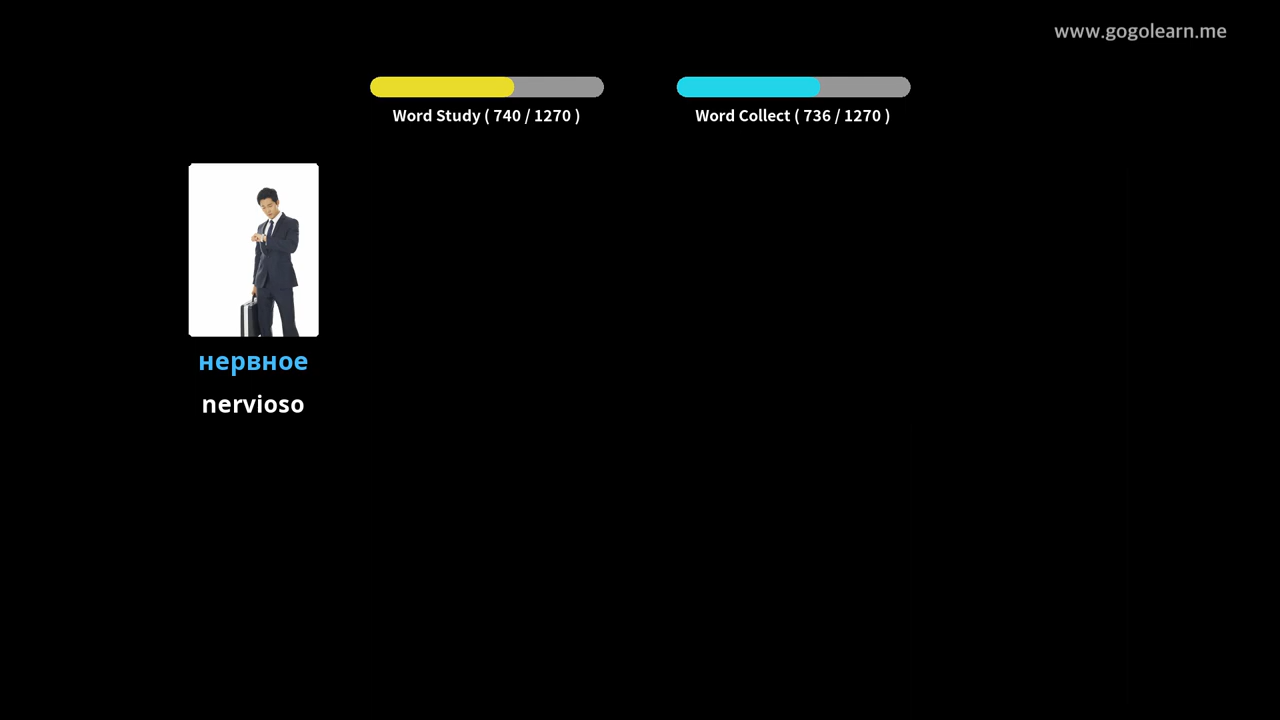 www.gogolearn.me
Word Study ( 740 / 1270 )
Word Collect ( 736 / 1270 )
нервное
nervioso